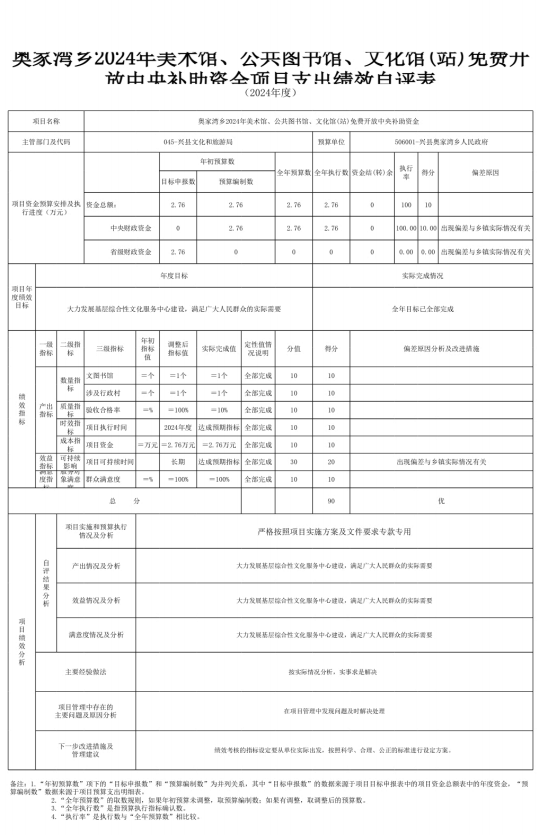 奥家湾乡2024年美术馆、公共图书馆、文化馆(站)免费开
放中央补助资金项目支出绩效自评表
（2024年度）
项目名称 奥家湾乡2024年美术馆、公共图书馆、文化馆(站)免费开放中央补助资金
主管部门及代码 045-兴县文化和旅游局 预算单位 506001-兴县奥家湾乡人民政府
项目资金预算安排及执行进度（万元） 年初预算数 全年预算数 全年执行数 资金结(转)余 执行率 得分 偏差原因
目标申报数 预算编制数
资金总额: 2.76 2.76 2.76 2.76 0 100 10
中央财政资金 0 2.76 2.76 2.76 0 100.00 10.00 出现偏差与乡镇实际情况有关
省级财政资金 2.76 0 0 0 0 0.00 0.00 出现偏差与乡镇实际情况有关
项目年度绩效目标 年度目标 实际完成情况
大力发展基层综合性文化服务中心建设，满足广大人民群众的实际需要 全年目标已全部完成
绩效指标 一级指标 二级指标 三级指标 年初指标值 调整后指标值 实际完成值 定性值情况说明 分值 得分 偏差原因分析及改进措施
产出指标 数量指标 文图书馆 ＝个 ＝1个 ＝1个 全部完成 10 10
涉及行政村 ＝个 ＝1个 ＝1个 全部完成 10 10
质量指标 验收合格率 ＝% ＝100% ＝10% 全部完成 10 10
时效指标 项目执行时间 2024年度 达成预期指标 全部完成 10 10
成本指标 项目资金 ＝万元 ＝2.76万元 ＝2.76万元 全部完成 10 10
效益指标 可持续影响 项目可持续时间 长期 达成预期指标 全部完成 30 20 出现偏差与乡镇实际情况有关
满意度指标 服务对象满意度 群众满意度 ＝% ＝100% ＝100% 全部完成 10 10
总 分 90 优
项目绩效分析 自评结果分析 项目实施和预算执行情况及分析 严格按照项目实施方案及文件要求专款专用
产出情况及分析 大力发展基层综合性文化服务中心建设，满足广大人民群众的实际需要
效益情况及分析 大力发展基层综合性文化服务中心建设，满足广大人民群众的实际需要
满意度情况及分析 大力发展基层综合性文化服务中心建设，满足广大人民群众的实际需要
主要经验做法 按实际情况分析，实事求是解决
项目管理中存在的主要问题及原因分析 在项目管理中发现问题及时解决处理
下一步改进措施及管理建议 绩效考核的指标设定要从单位实际出发，按照科学、合理、公正的标准进行设定方案。
备注：1.“年初预算数”项下的“目标申报数”和“预算编制数”为并列关系，其中“目标申报数”的数据来源于项目目标申报表中的项目资金总额表中的年度资金，“预
算编制数”数据来源于项目预算支出明细表。
2.“全年预算数”的取数规则，如果年初预算未调整，取预算编制数；如果有调整，取调整后的预算数。
3.“全年执行数”是指预算执行指标确认数。
4.“执行率”是执行数与“全年预算数”相比较。